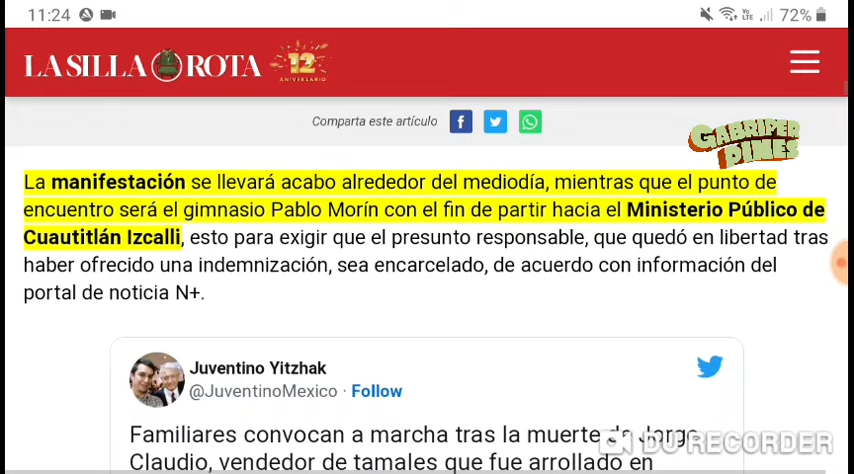 11:24
Vo
LTE
72%
LA SILLA ROTA
12
ANIVERSARIO
Comparta este artículo
GABRIPER
PINES
La manifestación se llevará acabo alrededor del mediodía, mientras que el punto de
encuentro será el gimnasio Pablo Morín con el fin de partir hacia el Ministerio Público de
Cuautitlán Izcalli, esto para exigir que el presunto responsable, que quedó en libertad tras
haber ofrecido una indemnización, sea encarcelado, de acuerdo con información del
portal de noticia N+.
Juventino Yitzhak
@JuventinoMexico · Follow
Familiares convocan a marcha tras la muerte de Jorge
DU RECORDER
Claudio, vendedor de tamales que fue arrollado en